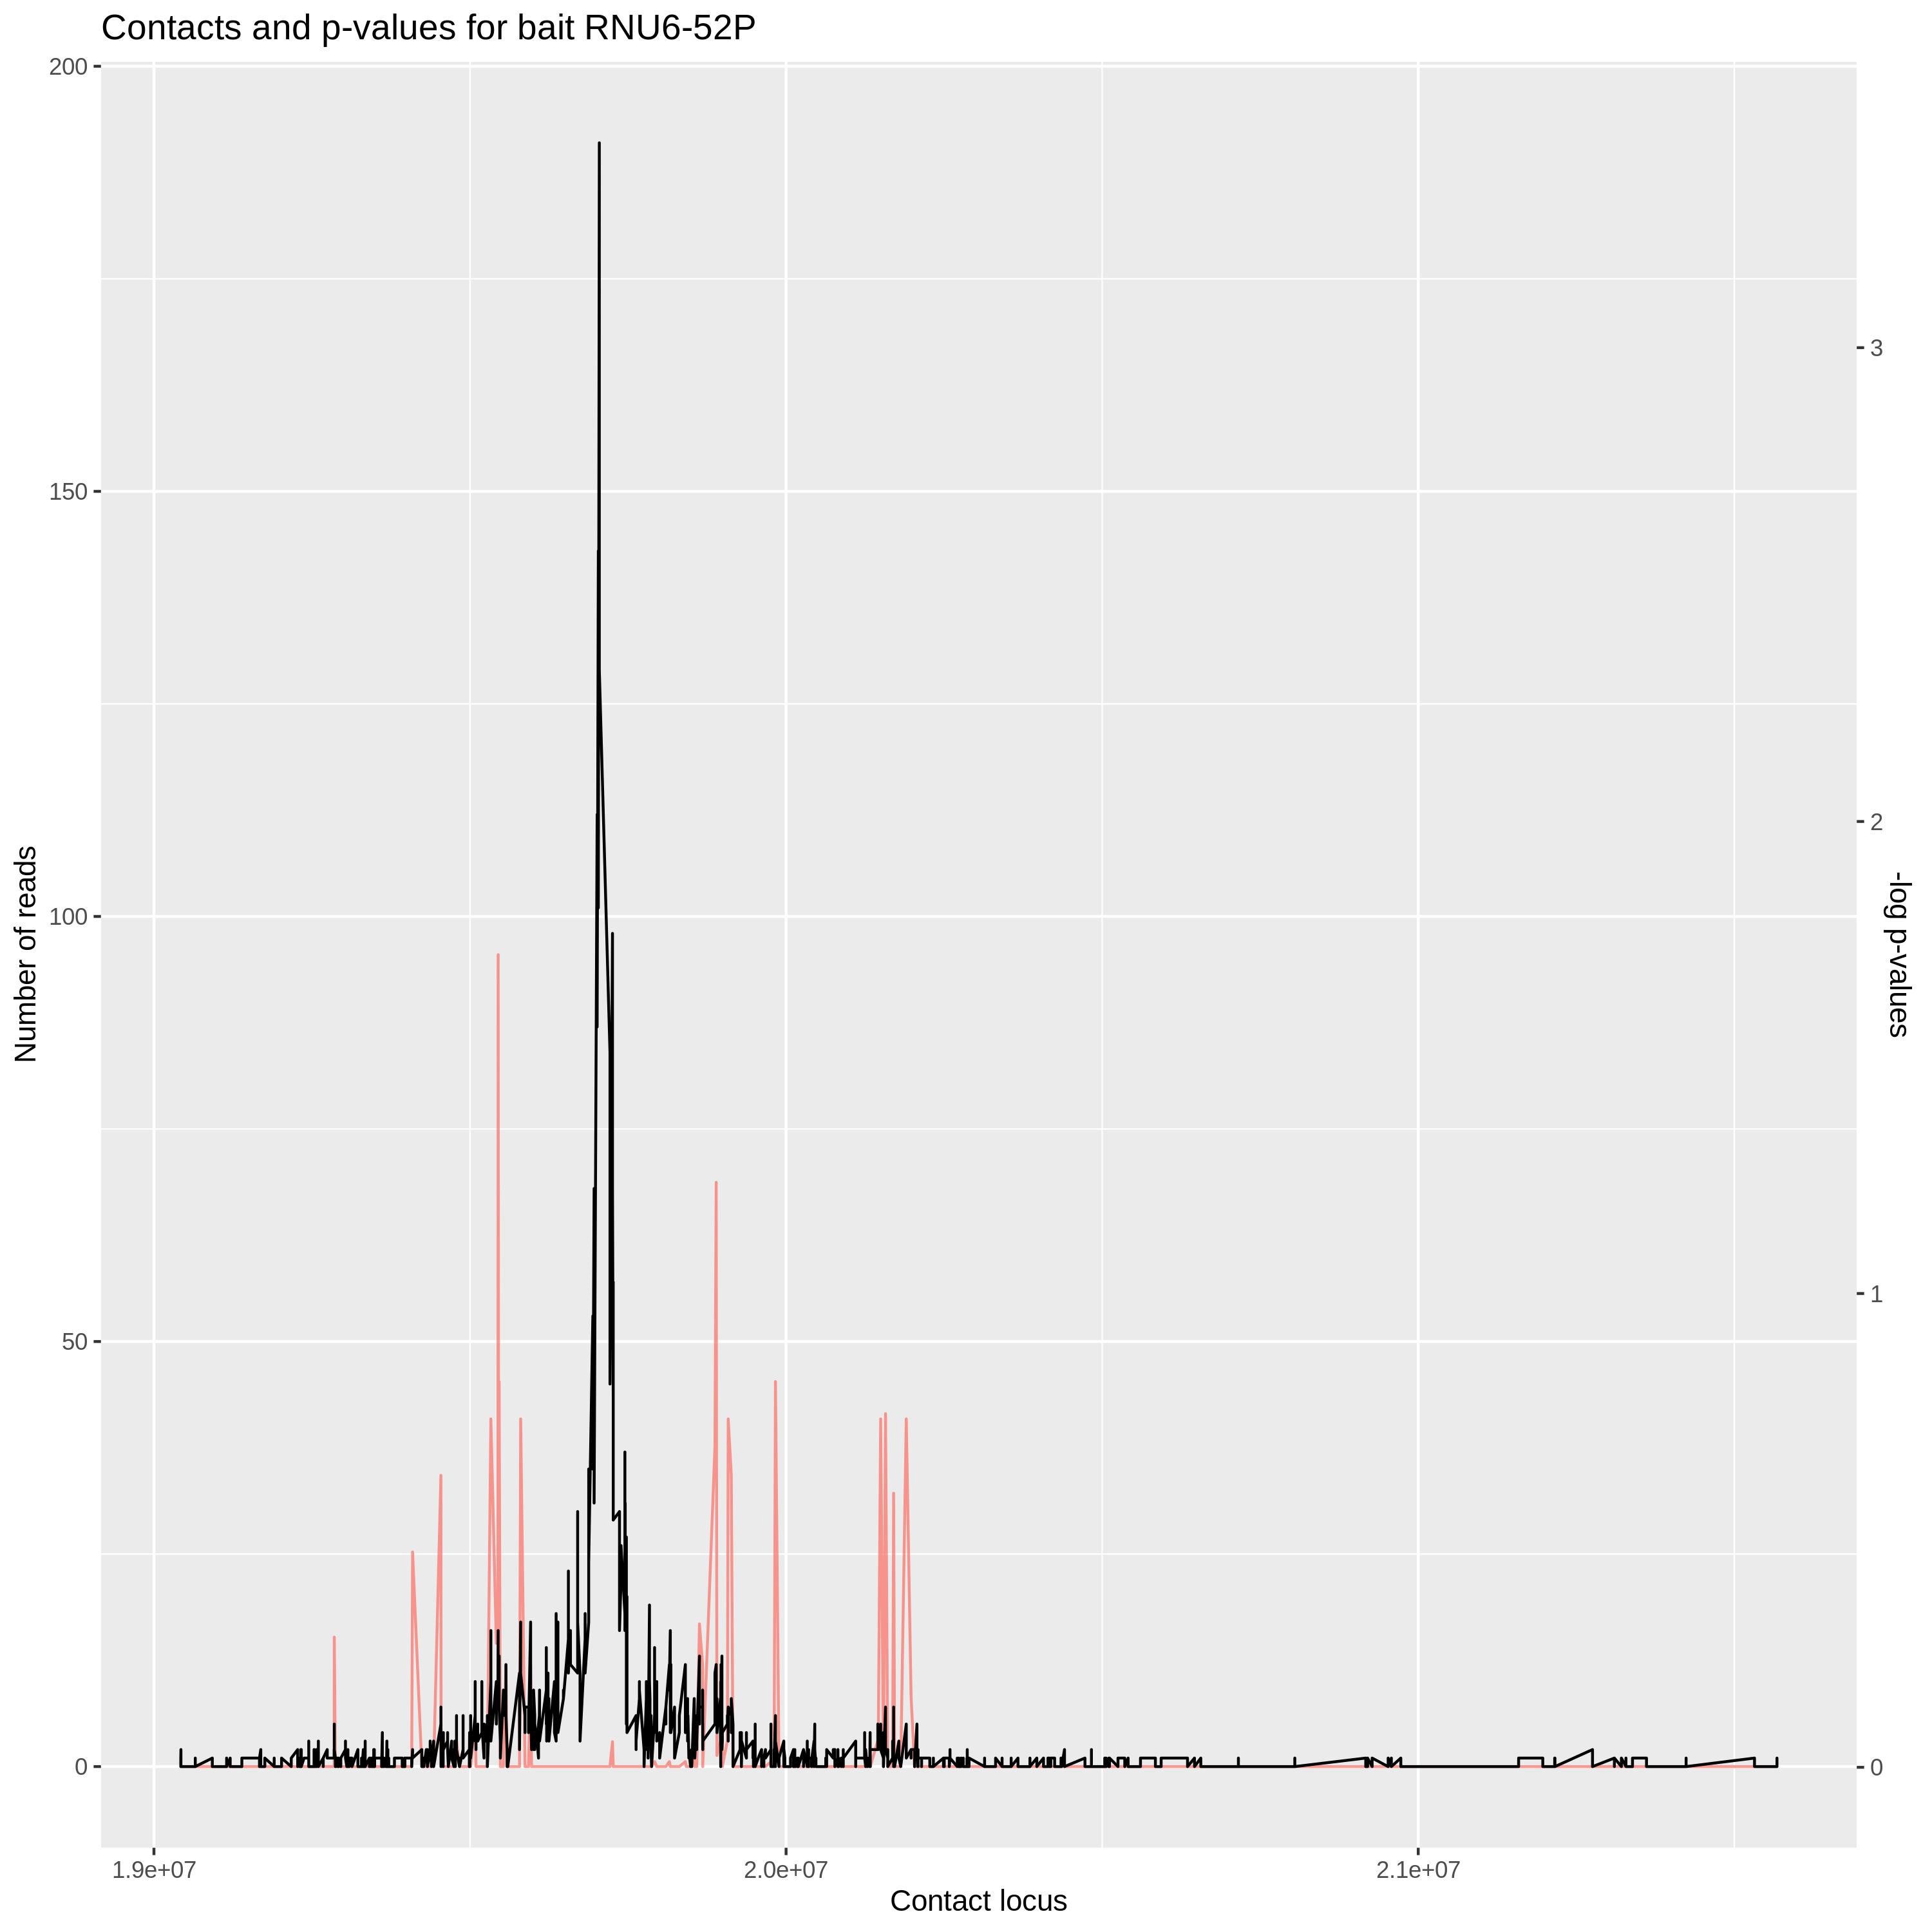 Contacts and p-values for bait RNU6-52P
200
150
100
50
0
Number of reads
3
2
1
0
-log p-values
1.9e+07
2.0e+07
2.1e+07
Contact locus